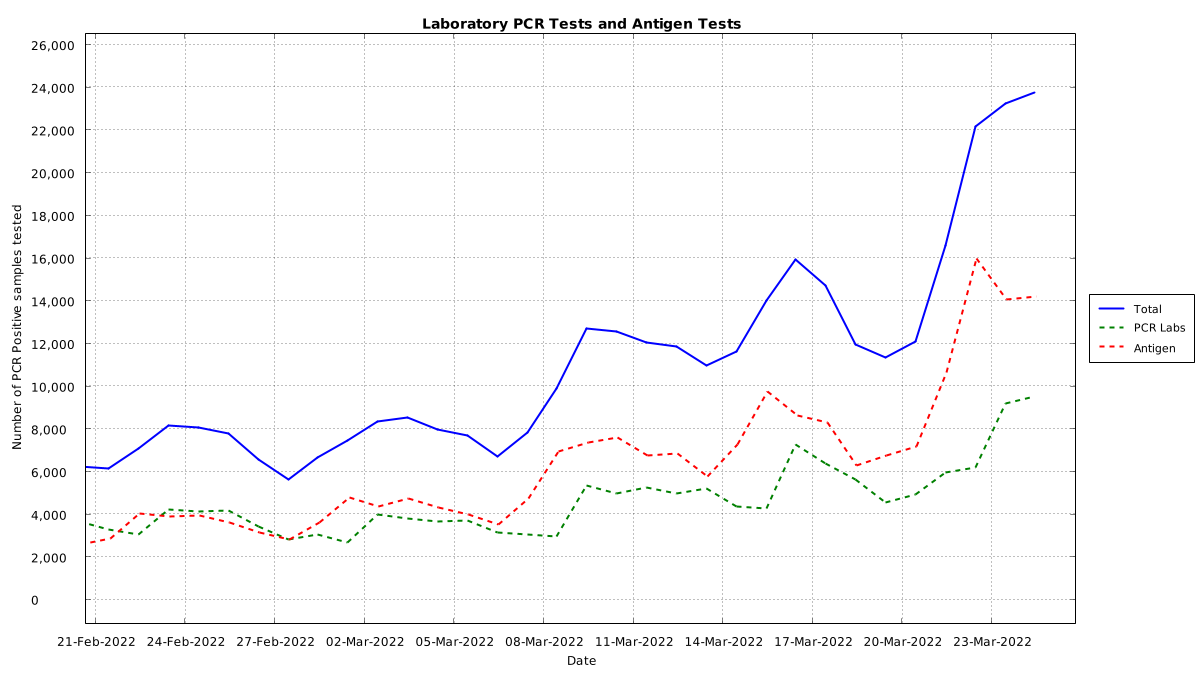 Laboratory PCR Tests and Antigen Tests
26,000
24,000
22,000
20,000
18,000
16,000
14,000
12,000
10,000
8,000
6,000
4,000
2,000
0
Number of PCR Positive samples tested
21-Feb-2022 24-Feb-2022 27-Feb-2022 02-Mar-2022 05-Mar-2022 08-Mar-2022 11-Mar-2022 14-Mar-2022 17-Mar-2022 20-Mar-2022 23-Mar-2022
Date
Total
PCR Labs
Antigen